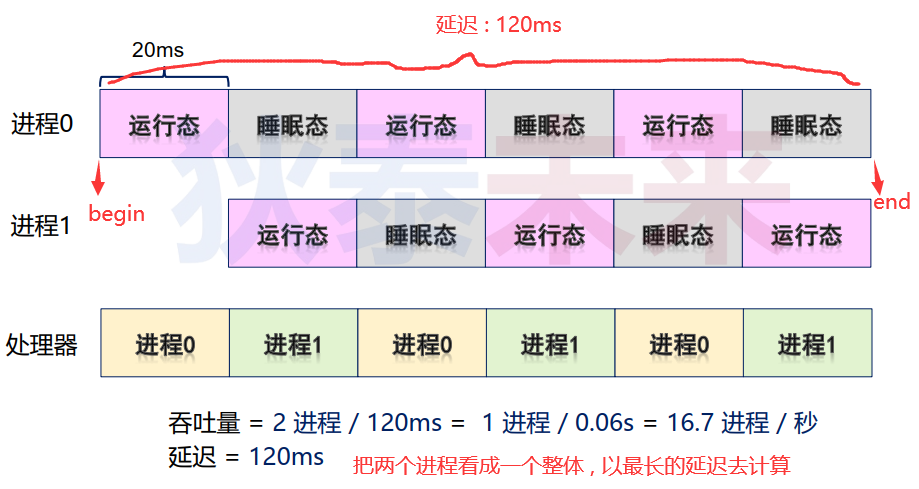 延迟 : 120ms
20ms
进程0 运行态 睡眠态 运行态 睡眠态 运行态 睡眠态
begin end
进程1 运行态 睡眠态 运行态 睡眠态 运行态
狄泰未来
处理器 进程0 进程1 进程0 进程1 进程0 进程1
吞吐量 = 2 进程 / 120ms = 1 进程 / 0.06s = 16.7 进程 / 秒
延迟 = 120ms
把两个进程看成一个整体 , 以最长的延迟去计算